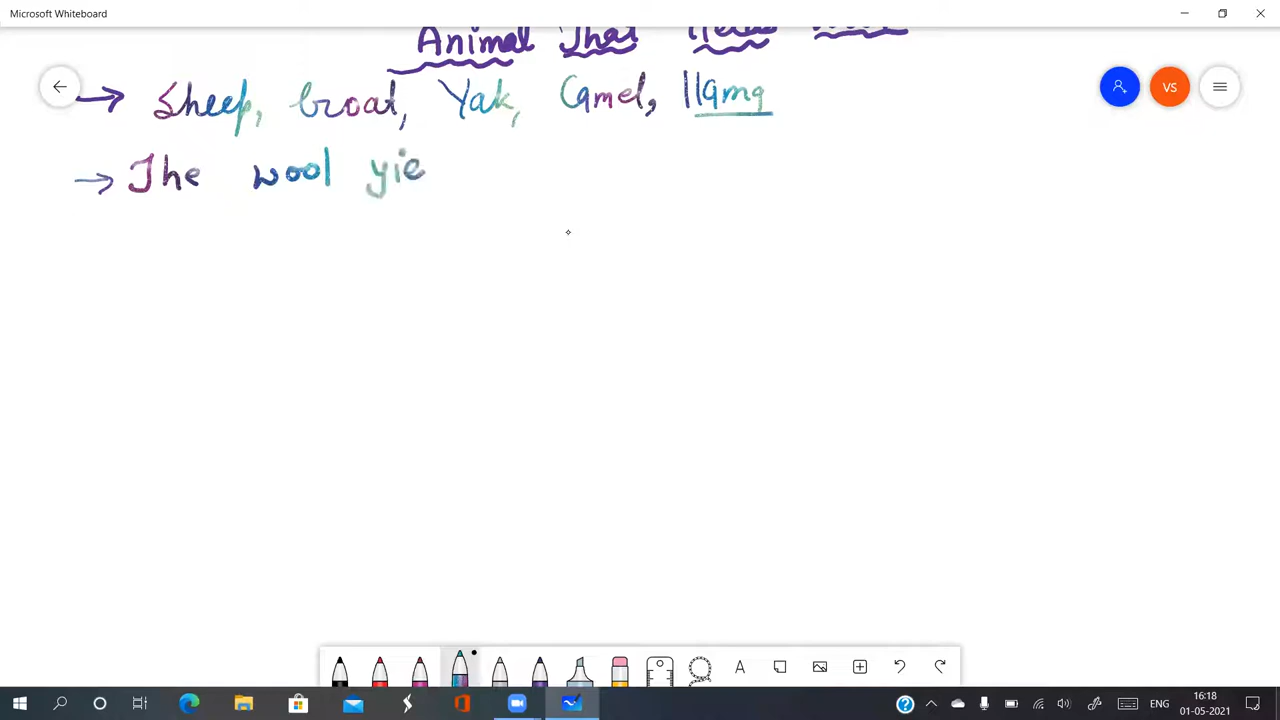 Microsoft Whiteboard
Animal That
→ Sheep, Goat, Yak, Camel, llama
VS
→ The wool yie
A
ENG
16:18
01-05-2021